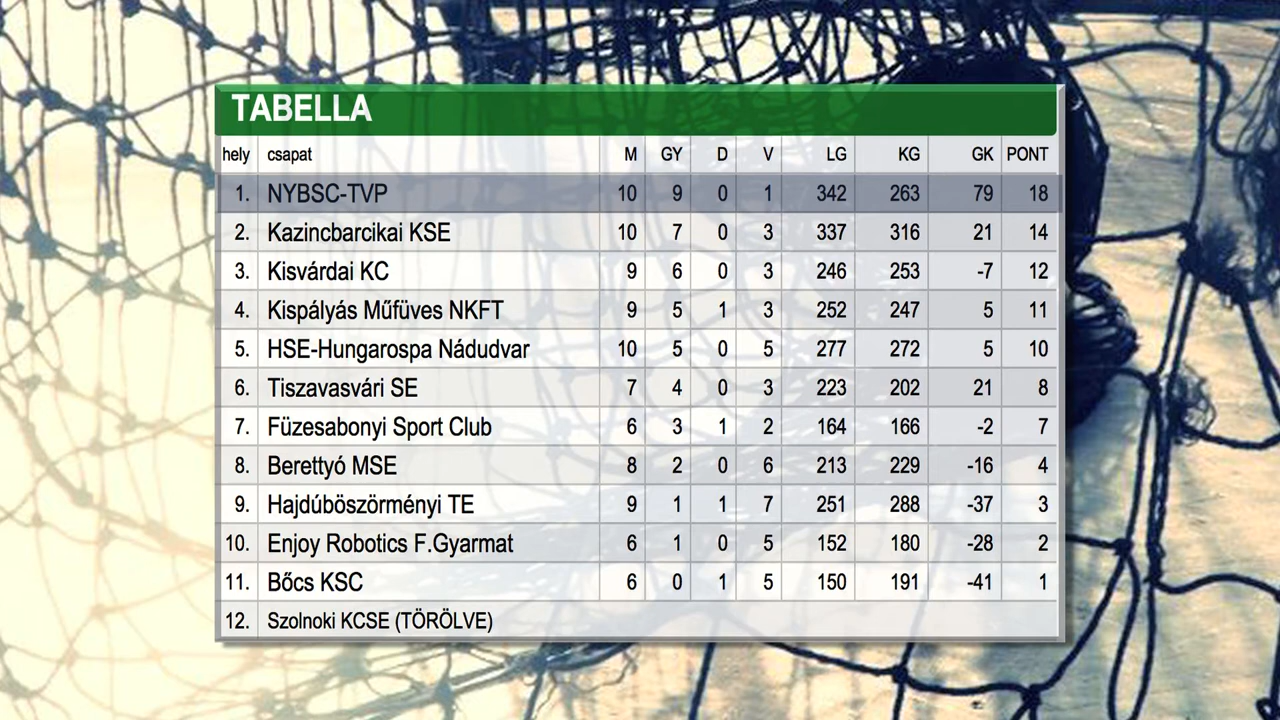 TABELLA
hely csapat M GY D V LG KG GK PONT
1. NYBSC-TVP 10 9 0 1 342 263 79 18
2. Kazincbarcikai KSE 10 7 0 3 337 316 21 14
3. Kisvárdai KC 9 6 0 3 246 253 -7 12
4. Kispályás Műfüves NKFT 9 5 1 3 252 247 5 11
5. HSE-Hungarospa Nádudvar 10 5 0 5 277 272 5 10
6. Tiszavasvári SE 7 4 0 3 223 202 21 8
7. Füzesabonyi Sport Club 6 3 1 2 164 166 -2 7
8. Berettyó MSE 8 2 0 6 213 229 -16 4
9. Hajdúböszörményi TE 9 1 1 7 251 288 -37 3
10. Enjoy Robotics F.Gyarmat 6 1 0 5 152 180 -28 2
11. Bőcs KSC 6 0 1 5 150 191 -41 1
12. Szolnoki KCSE (TÖRÖLVE)